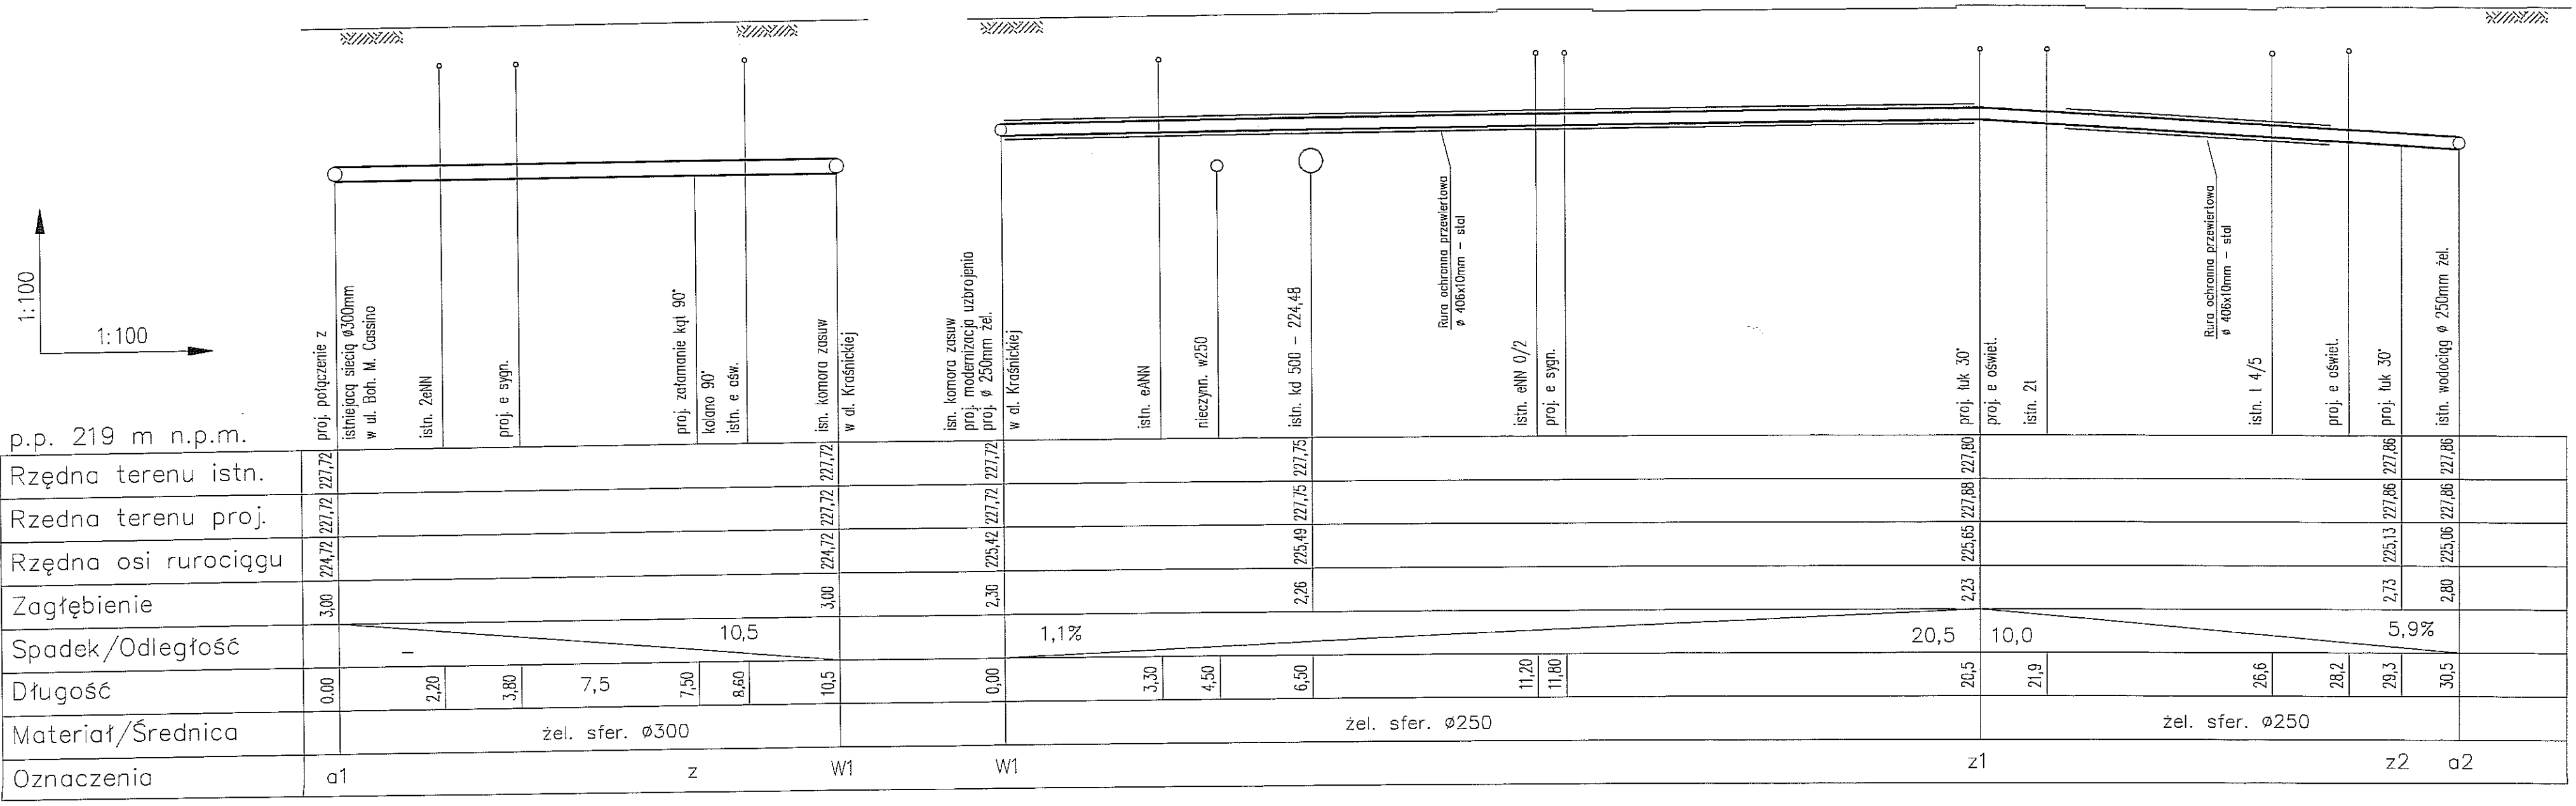 1:100
1:100
proj. połączenie z
istniejącą siecią ø300mm
w ul. Boh. M. Cassino
istn. 2eNN
proj. e sygn.
proj. załamanie kąt 90°
kolano 90°
istn. e ośw.
isn. komora zasuw
w al. Kraśnickiej
isn. komora zasuw
proj. modernizacja uzbrojenia
proj. ø 250mm żel.
w al. Kraśnickiej
istn. eANN
nieczynn. w250
istn. kd 500 – 224,48
Rura ochronna przewiertowa
ø 406x10mm – stal
istn. eNN 0/2
proj. e sygn.
proj. łuk 30°
proj. e oświet.
istn. 2t
Rura ochronna przewiertowa
ø 406x10mm – stal
istn. t 4/5
proj. e oświet.
proj. łuk 30°
istn. wodociąg ø 250mm żel.
p.p. 219 m n.p.m.
Rzędna terenu istn. 227,72 227,72 227,72 227,75 227,80 227,86 227,86
Rzedna terenu proj. 227,72 227,72 227,72 227,75 227,88 227,86 227,86
Rzędna osi rurociągu 224,72 224,72 225,42 225,49 225,65 225,13 225,06
Zagłębienie 3,00 3,00 2,30 2,26 2,23 2,73 2,80
Spadek/Odległość – 10,5 1,1% 20,5 10,0 5,9%
Długość 0.00 2,20 3,80 7,5 7,50 8,60 10,5 0,00 3,30 4,50 6,50 11,20 11,80 20,5 21,9 26,6 28,2 29,3 30,5
Materiał/Średnica żel. sfer. ø300 żel. sfer. ø250 żel. sfer. ø250
Oznaczenia a1 z W1 W1 z1 z2 a2